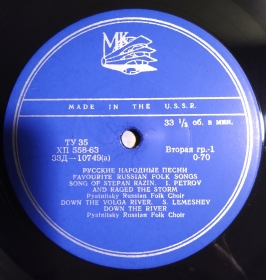 МК
MADE IN THE U.S.S.R.
33 ⅓ об. в мин.
ТУ 35
ХП 558-63
33Д—10749(а)
Вторая гр.-1
0-70
РУССКИЕ НАРОДНЫЕ ПЕСНИ
FAVOURITE RUSSIAN FOLK SONGS
SONG OF STEPAN RAZIN. I. PETROV
AND RAGED THE STORM
Pyatnitsky Russian Folk Choir
DOWN THE VOLGA RIVER. S. LEMESHEV
DOWN THE RIVER
Pyatnitsky Russian Folk Choir